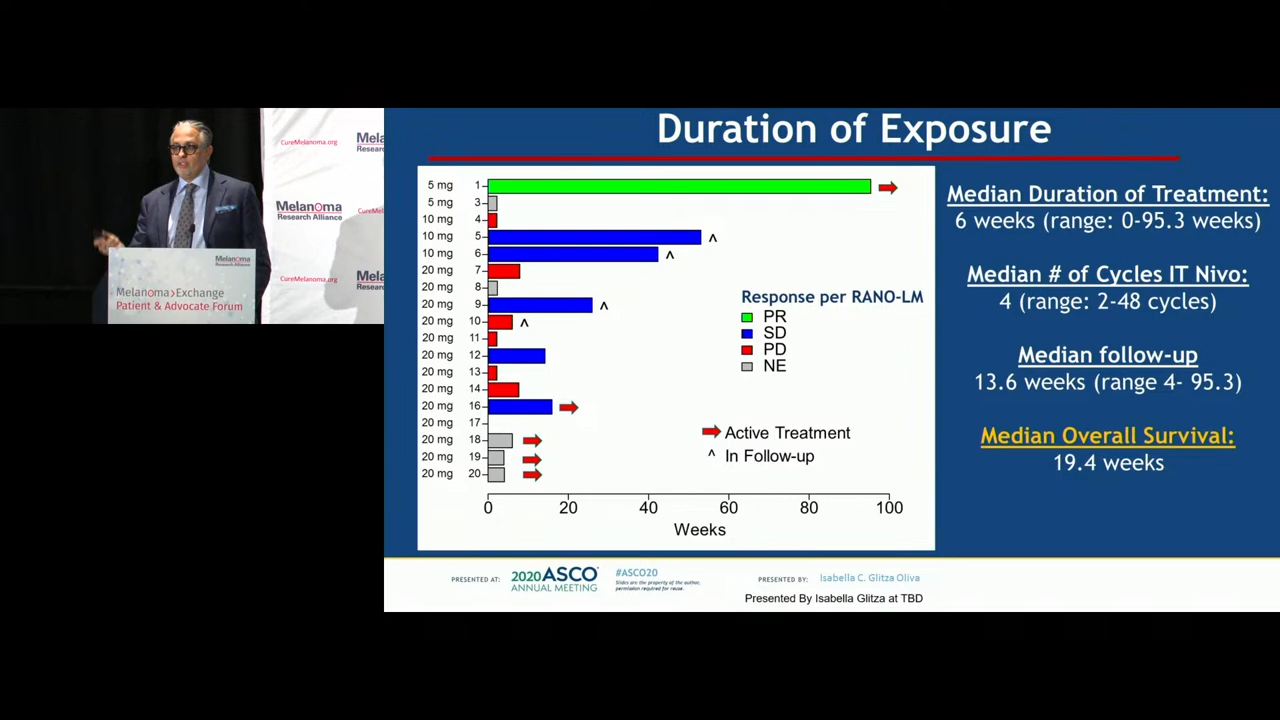 CureMelanoma.org
Melanoma
Research Alliance
CureMelanoma.org
Melanoma
Research Alliance
Melanoma>Exchange
Patient & Advocate Forum
Duration of Exposure
5 mg 1
5 mg 3
10 mg 4
10 mg 5 ^
10 mg 6 ^
20 mg 7
20 mg 8
20 mg 9 ^
20 mg 10 ^
20 mg 11
20 mg 12
20 mg 13
20 mg 14
20 mg 16
20 mg 17
20 mg 18
20 mg 19
20 mg 20
0 20 40 60 80 100
Weeks
Response per RANO-LM
PR
SD
PD
NE
Active Treatment
^ In Follow-up
Median Duration of Treatment:
6 weeks (range: 0-95.3 weeks)
Median # of Cycles IT Nivo:
4 (range: 2-48 cycles)
Median follow-up
13.6 weeks (range 4- 95.3)
Median Overall Survival:
19.4 weeks
PRESENTED AT:
2020 ASCO
ANNUAL MEETING
#ASCO20
Slides are the property of the author,
permission required for reuse.
PRESENTED BY:
Isabella C. Glitza Oliva
Presented By Isabella Glitza at TBD